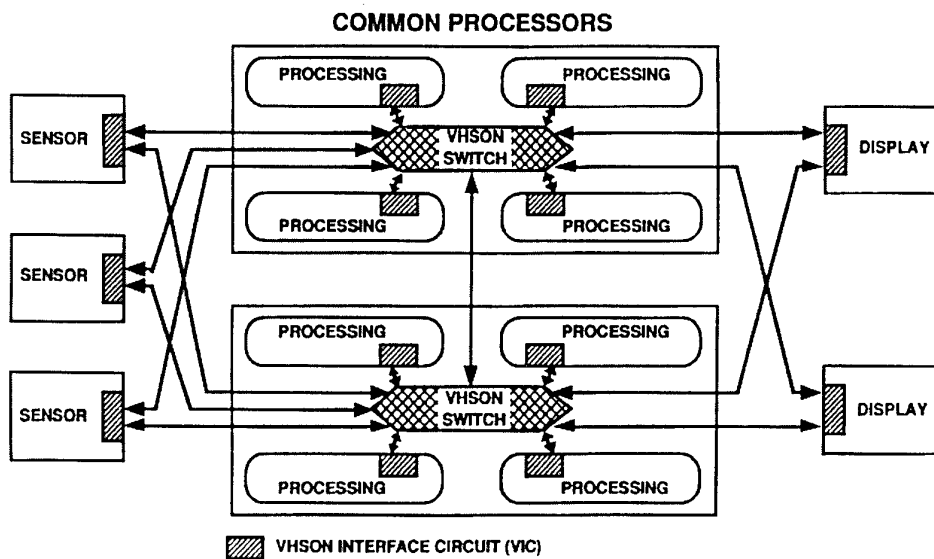 COMMON PROCESSORS
PROCESSING
PROCESSING
SENSOR
VHSON
SWITCH
DISPLAY
PROCESSING
PROCESSING
SENSOR
PROCESSING
PROCESSING
SENSOR
VHSON
SWITCH
DISPLAY
PROCESSING
PROCESSING
VHSON INTERFACE CIRCUIT (VIC)